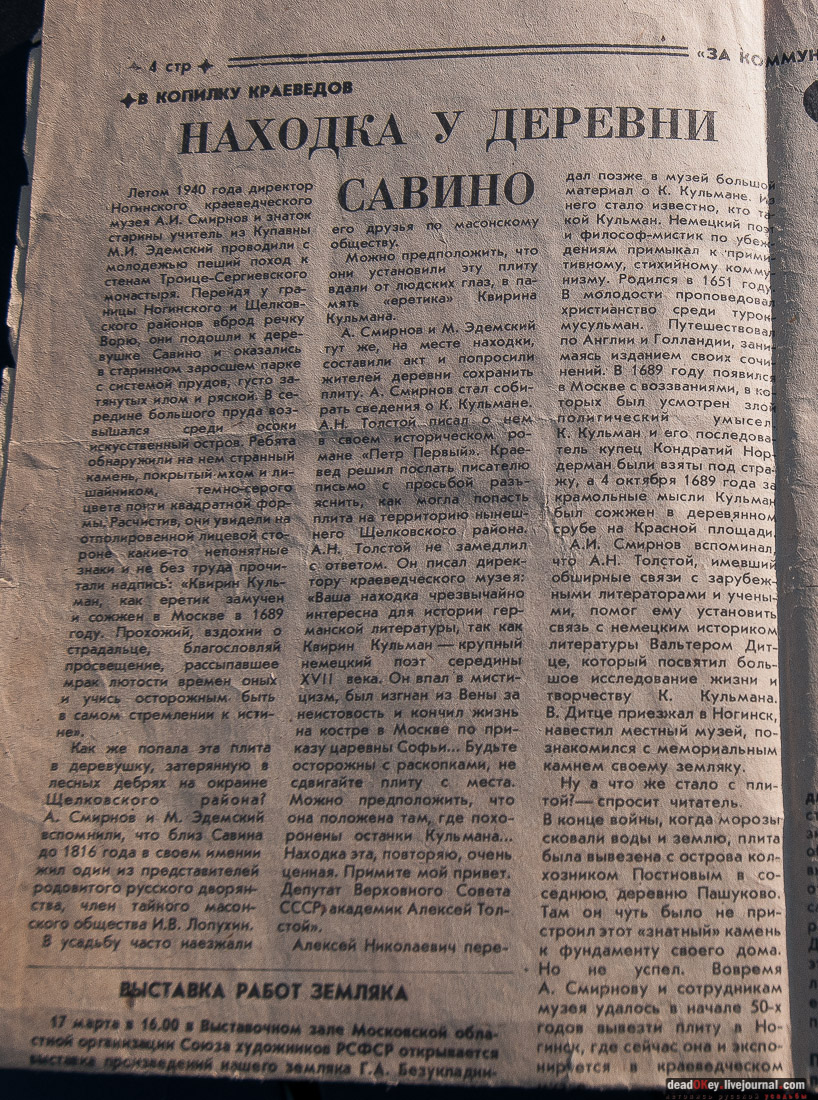 4 стр
«ЗА КОММУН
В КОПИЛКУ КРАЕВЕДОВ
НАХОДКА У ДЕРЕВНИ
САВИНО
Летом 1940 года директор
Ногинского краеведческого
музея А.И. Смирнов и знаток
старины учитель из Купавны
М.И. Эдемский проводили с
молодежью пеший поход к
стенам Троице-Сергиевского
монастыря. Перейдя у гра-
ницы Ногинского и Щелков-
ского районов вброд речку
Ворю, они подошли к дере-
вушке Савино и оказались
в старинном заросшем парке
с системой прудов, густо за-
тянутых илом и ряской. В се-
редине большого пруда воз-
вышался среди осоки
искусственный остров. Ребята
обнаружили на нем странный
камень, покрытый мхом и ли-
шайником, темно-серого
цвета почти квадратной фор-
мы. Расчистив, они увидели на
отполированной лицевой сто-
роне какие-то непонятные
знаки и не без труда прочи-
тали надпись: «Квирин Куль-
ман, как еретик замучен
и сожжен в Москве в 1689
году. Прохожий, вздохни о
страдальце, благословляй
просвещение, рассыпавшее
мрак лютости времен оных
и учись осторожным быть
в самом стремлении к исти-
не».
Как же попала эта плита
в деревушку, затерянную в
лесных дебрях на окраине
Щелковского района?
А. Смирнов и М. Эдемский
вспомнили, что близ Савина
до 1816 года в своем имении
жил один из представителей
родовитого русского дворян-
ства, член тайного масон-
ского общества И.В. Лопухин.
В усадьбу часто наезжали
его друзья по масонскому
обществу.
Можно предположить, что
они установили эту плиту
вдали от людских глаз, в па-
мять «еретика» Квирина
Кульмана.
А. Смирнов и М. Эдемский
тут же, на месте находки,
составили акт и попросили
жителей деревни сохранить
плиту. А. Смирнов стал соби-
рать сведения о К. Кульмане.
А.Н. Толстой писал о нем
в своем историческом ро-
мане «Петр Первый». Крае-
вед решил послать писателю
письмо с просьбой разъ-
яснить, как могла попасть
плита на территорию нынеш-
него Щелковского района.
А.Н. Толстой не замедлил
с ответом. Он писал дирек-
тору краеведческого музея:
«Ваша находка чрезвычайно
интересна для истории гер-
манской литературы, так как
Квирин Кульман — крупный
немецкий поэт середины
XVII века. Он впал в мисти-
цизм, был изгнан из Вены за
неистовость и кончил жизнь
на костре в Москве по при-
казу царевны Софьи... Будьте
осторожны с раскопками, не
сдвигайте плиту с места.
Можно предположить, что
она положена там, где похо-
ронены останки Кульмана...
Находка эта, повторяю, очень
ценная. Примите мой привет.
Депутат Верховного Совета
СССР, академик Алексей Тол-
стой».
Алексей Николаевич пере-
дал позже в музей большой
материал о К. Кульмане. Из
него стало известно, кто та-
кой Кульман. Немецкий поэт
и философ-мистик по убеж-
дениям примыкал к прими-
тивному, стихийному комму-
низму. Родился в 1651 году.
В молодости проповедовал
христианство среди турок-
мусульман. Путешествовал
по Англии и Голландии, зани-
маясь изданием своих сочи-
нений. В 1689 году появился
в Москве с воззваниями, в ко-
торых был усмотрен злой
политический умысел.
К. Кульман и его последова-
тель купец Кондратий Нор-
дерман были взяты под стра-
жу, а 4 октября 1689 года за
крамольные мысли Кульман
был сожжен в деревянном
срубе на Красной площади.
А.И. Смирнов вспоминал,
что А.Н. Толстой, имевший
обширные связи с зарубеж-
ными литераторами и учены-
ми, помог ему установить
связь с немецким историком
литературы Вальтером Дит-
це, который посвятил боль-
шое исследование жизни и
творчеству К. Кульмана.
В. Дитце приезжал в Ногинск,
навестил местный музей, по-
знакомился с мемориальным
камнем своему земляку.
Ну а что же стало с пли-
той? — спросит читатель.
В конце войны, когда морозы
сковали воды и землю, плита
была вывезена с острова кол-
хозником Постновым в со-
седнюю деревню Пашуково.
Там он чуть было не при-
строил этот «знатный» камень
к фундаменту своего дома.
Но не успел. Вовремя
А. Смирнову и сотрудникам
музея удалось в начале 50-х
годов вывезти плиту в Но-
гинск, где сейчас она и экспо-
нируется в краеведческом
ВЫСТАВКА РАБОТ ЗЕМЛЯКА
17 марта в 16.00 в Выставочном зале Московской обла-
стной организации Союза художников РСФСР открывается
выставка произведений нашего земляка Г.А. Безукладни-
deadOKey.livejournal.com